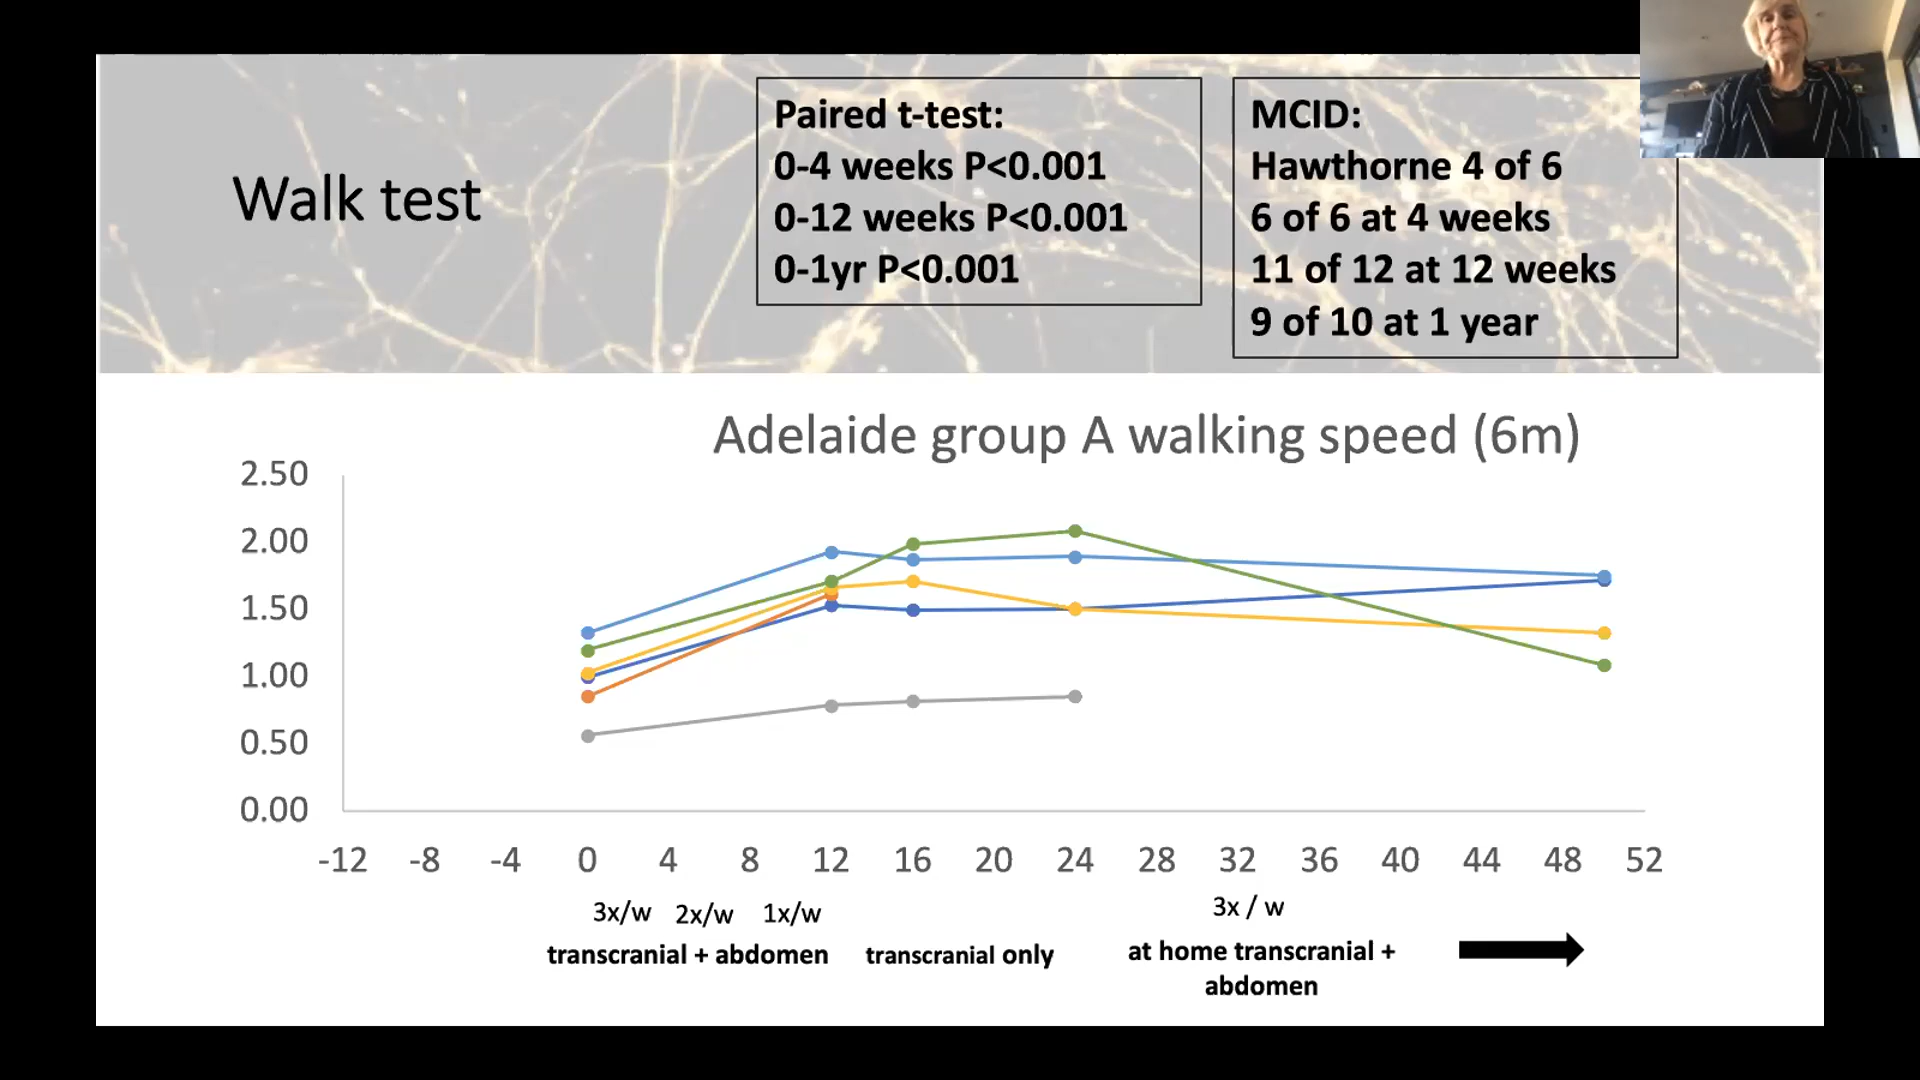 Walk test
Paired t-test:
0-4 weeks P<0.001
0-12 weeks P<0.001
0-1yr P<0.001
MCID:
Hawthorne 4 of 6
6 of 6 at 4 weeks
11 of 12 at 12 weeks
9 of 10 at 1 year
Adelaide group A walking speed (6m)
2.50
2.00
1.50
1.00
0.50
0.00
-12 -8 -4 0 4 8 12 16 20 24 28 32 36 40 44 48 52
3x/w 2x/w 1x/w 3x / w
transcranial + abdomen transcranial only at home transcranial +
abdomen